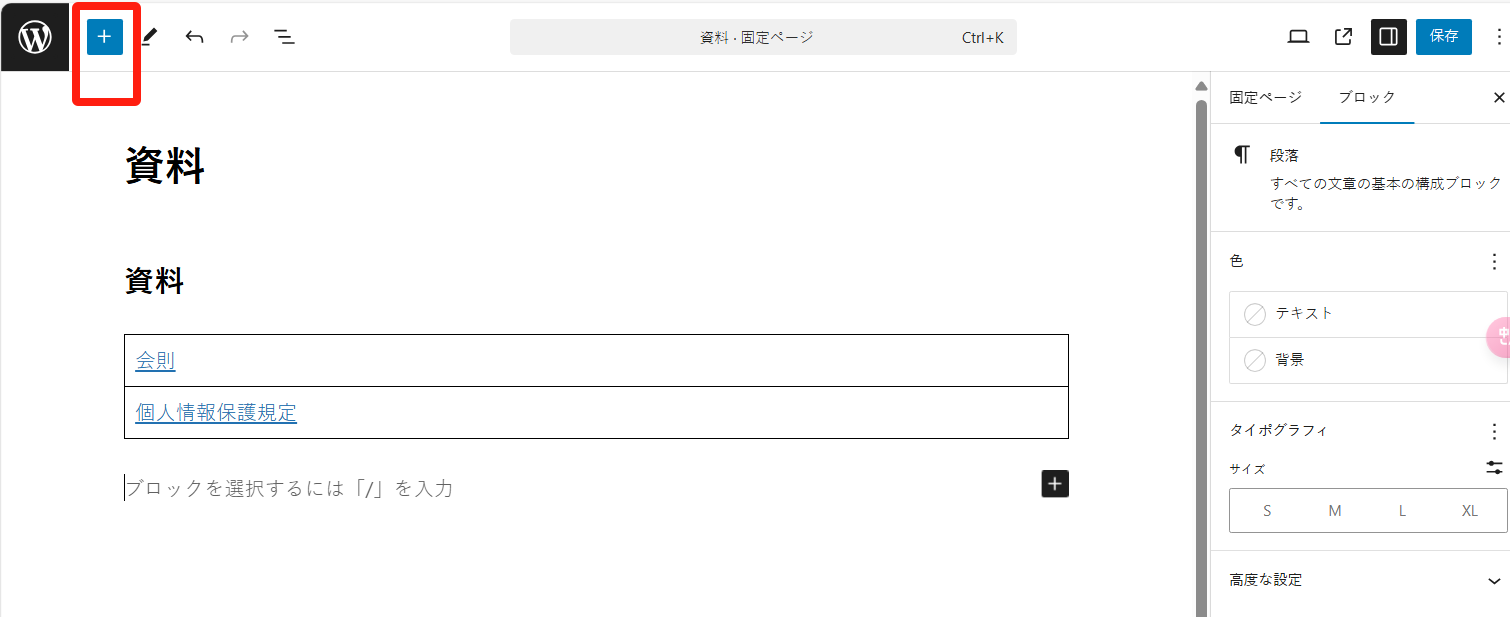 資料 · 固定ページ Ctrl+K
保存
固定ページ
ブロック
資料
段落
すべての文章の基本の構成ブロック
です。
資料
色
会則
テキスト
背景
個人情報保護規定
タイポグラフィ
サイズ
ブロックを選択するには「/」を入力
S M L XL
高度な設定